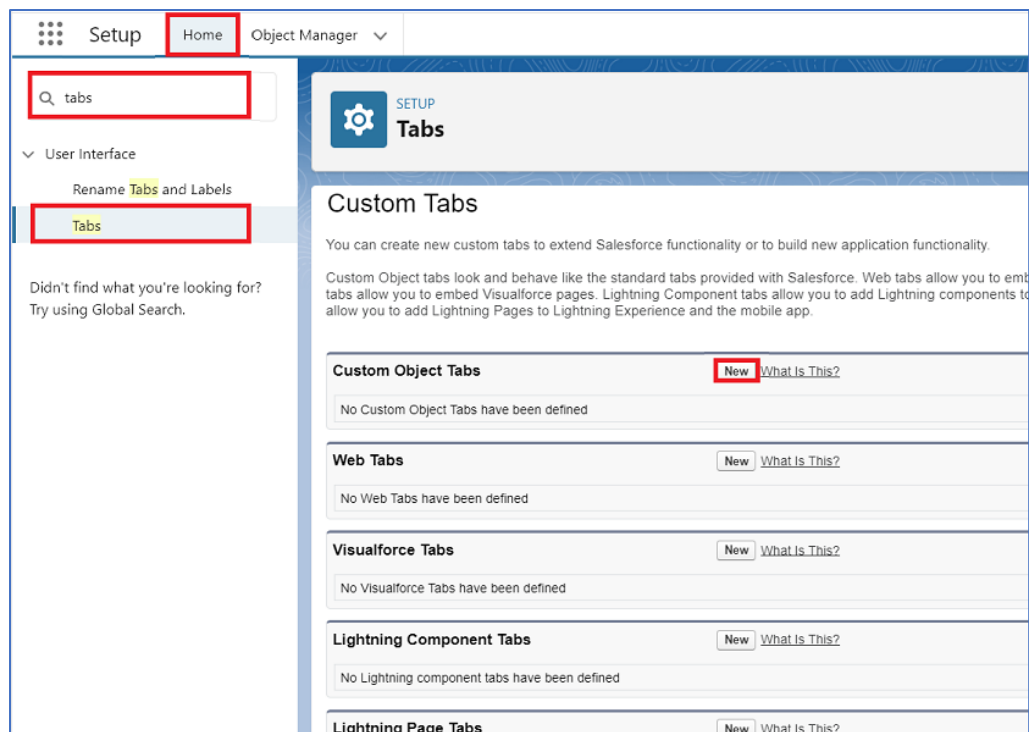 Setup
Home
Object Manager
tabs
User Interface
Rename Tabs and Labels
Tabs
Didn't find what you're looking for?
Try using Global Search.
SETUP
Tabs
Custom Tabs
You can create new custom tabs to extend Salesforce functionality or to build new application functionality.
Custom Object tabs look and behave like the standard tabs provided with Salesforce. Web tabs allow you to emb
tabs allow you to embed Visualforce pages. Lightning Component tabs allow you to add Lightning components to
allow you to add Lightning Pages to Lightning Experience and the mobile app.
Custom Object Tabs New What Is This?
No Custom Object Tabs have been defined
Web Tabs New What Is This?
No Web Tabs have been defined
Visualforce Tabs New What Is This?
No Visualforce Tabs have been defined
Lightning Component Tabs New What Is This?
No Lightning component tabs have been defined
Lightning Page Tabs New What Is This?